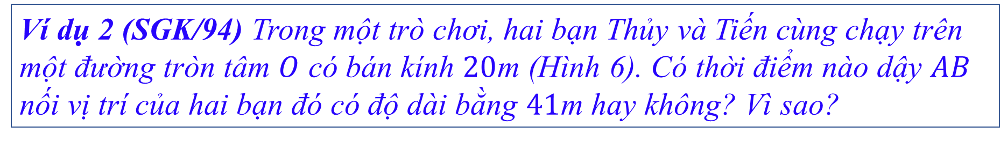 Ví dụ 2 (SGK/94) Trong một trò chơi, hai bạn Thủy và Tiến cùng chạy trên
một đường tròn tâm O có bán kính 20m (Hình 6). Có thời điểm nào dậy AB
nối vị trí của hai bạn đó có độ dài bằng 41m hay không? Vì sao?